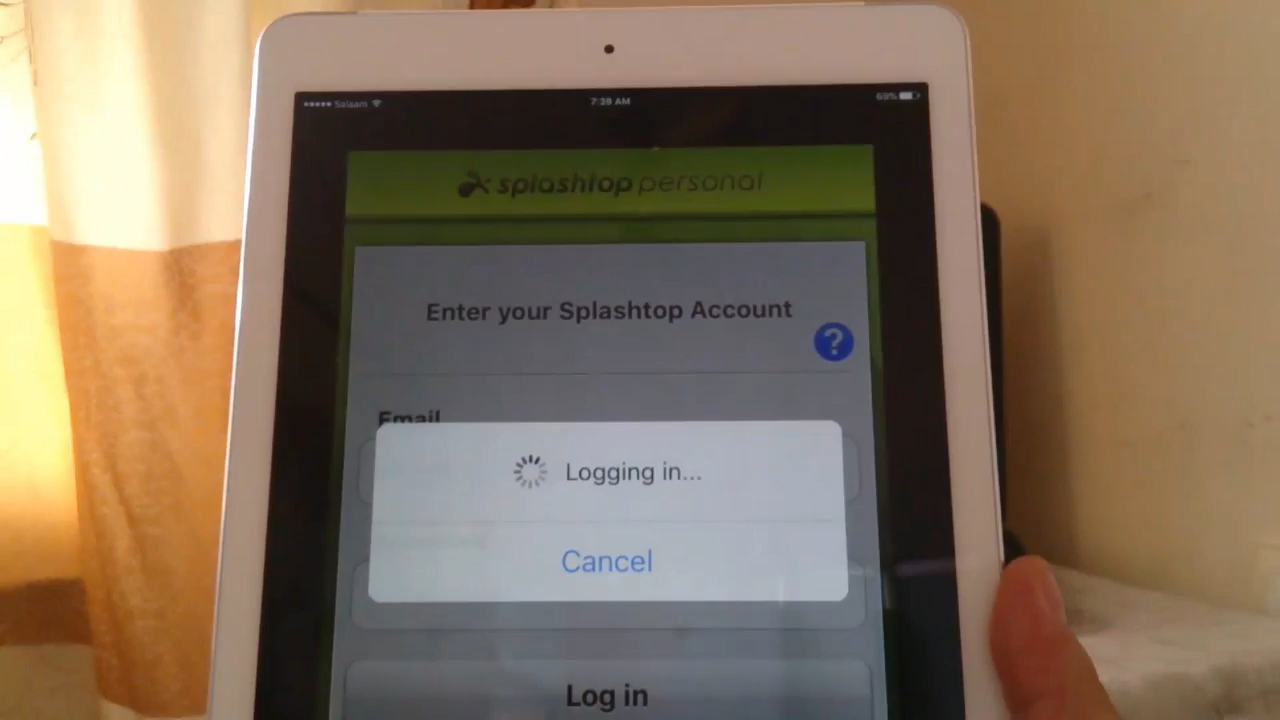 Salaam 7:38 AM 69%
splashtop personal
Enter your Splashtop Account
?
Email
Logging in...
Cancel
Log in